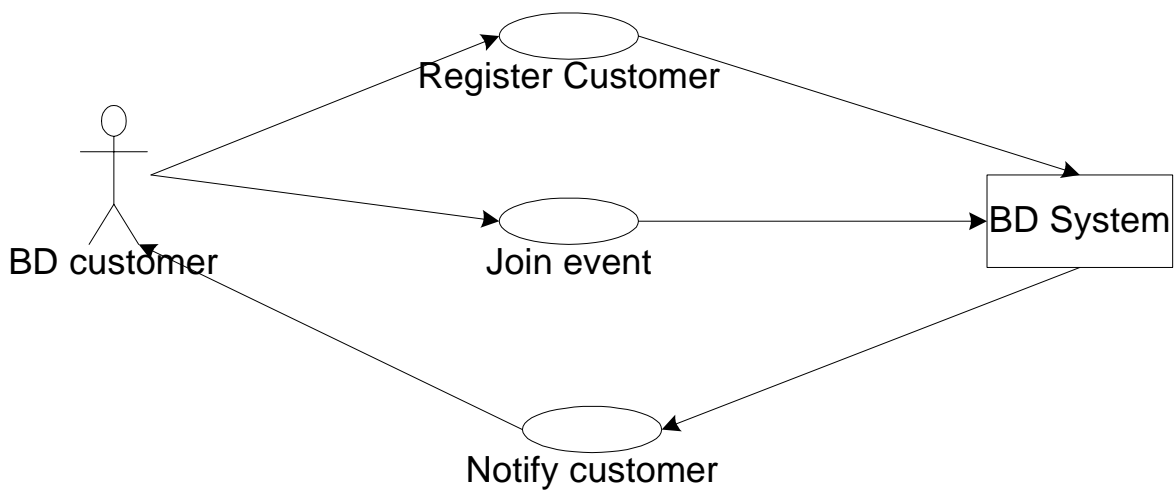 Register Customer
BD System
BD customer
Join event
Notify customer